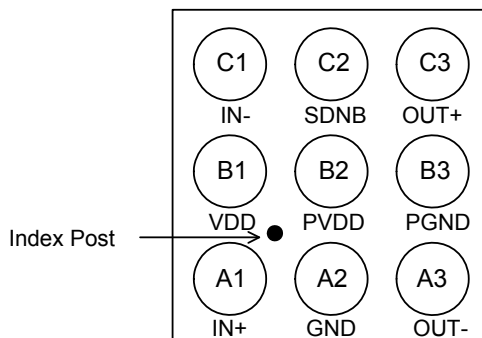 C1 C2 C3
IN- SDNB OUT+
B1 B2 B3
VDD PVDD PGND
Index Post
A1 A2 A3
IN+ GND OUT-